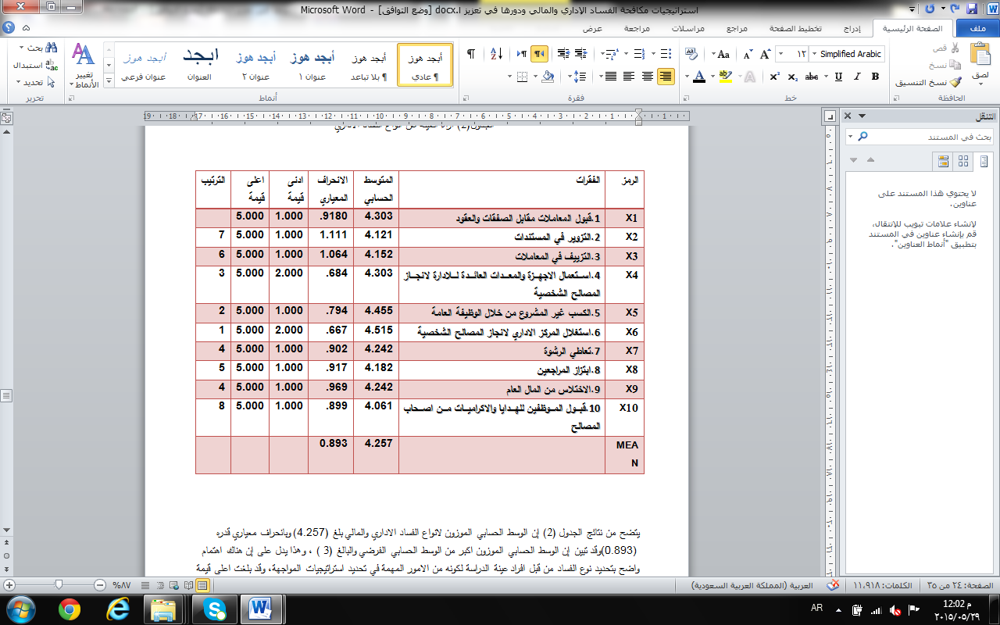 استراتيجيات مكافحة الفساد الإداري والمالي ودورها في تعزيز ا.docx [وضع التوافق] - Microsoft Word
ملف الصفحة الرئيسية إدراج تخطيط الصفحة مراجع مراسلات مراجعة عرض
لصق
قص
نسخ
نسخ التنسيق
الحافظة
Simplified Arabic ١٢
خط
فقرة
أبجد هوز
¶ عادي
أبجد هوز
¶ بلا تباعد
أبجد هوز
عنوان ١
أبجد هوز
عنوان ٢
ابجد
العنوان
أبجد هوز
عنوان فرعي
تغيير الأنماط
أنماط
بحث
استبدال
تحديد
تحرير
التنقل
بحث في المستند
لا يحتوي هذا المستند على
عناوين.
لإنشاء علامات تبويب للإنتقال،
قم بإنشاء عناوين في المستند
بتطبيق "أنماط العناوين".
الرمز الفقرات المتوسط الحسابي الانحراف المعياري ادنى قيمة اعلى قيمة الترتيب
X1 1.قبول المعاملات مقابل الصفقات والعقود 4.303 .9180 1.000 5.000
X2 2.التزوير في المستندات 4.121 1.111 1.000 5.000 7
X3 3.التزييف في المعاملات 4.152 1.064 1.000 5.000 6
X4 4.استعمال الاجهزة والمعدات العائدة للادارة لانجاز 4.303 .684 2.000 5.000 3
المصالح الشخصية
X5 5.الكسب غير المشروع من خلال الوظيفة العامة 4.455 .794 1.000 5.000 2
X6 6.استغلال المركز الاداري لانجاز المصالح الشخصية 4.515 .667 2.000 5.000 1
X7 7.تعاطي الرشوة 4.242 .902 1.000 5.000 4
X8 8.ابتزاز المراجعين 4.182 .917 1.000 5.000 5
X9 9.الاختلاس من المال العام 4.242 .969 1.000 5.000 4
X10 10.قبول الموظفين للهدايا والاكراميات من اصحاب 4.061 .899 1.000 5.000 8
المصالح
MEA 4.257 0.893
N
يتضح من نتائج الجدول (2) إن الوسط الحسابي الموزون لانواع الفساد الاداري والمالي بلغ (4.257) وبانحراف معياري قدره
(0.893)وقد تبين إن الوسط الحسابي الموزون اكبر من الوسط الحسابي الفرضي والبالغ (3 ) ، وهذا يدل على إن هناك اهتمام
واضح بتحديد نوع الفساد من قبل افراد عينة الدراسة لكونه من الامور المهمة في تحديد استراتيجيات المواجهة، وقد بلغت اعلى قيمة
الصفحة: ٢٤ من ٣٥ الكلمات: ١١،٩١٨ العربية (المملكة العربية السعودية) ٨٧%
AR
12:02 م
٢٠١٥/٠٥/٢٩